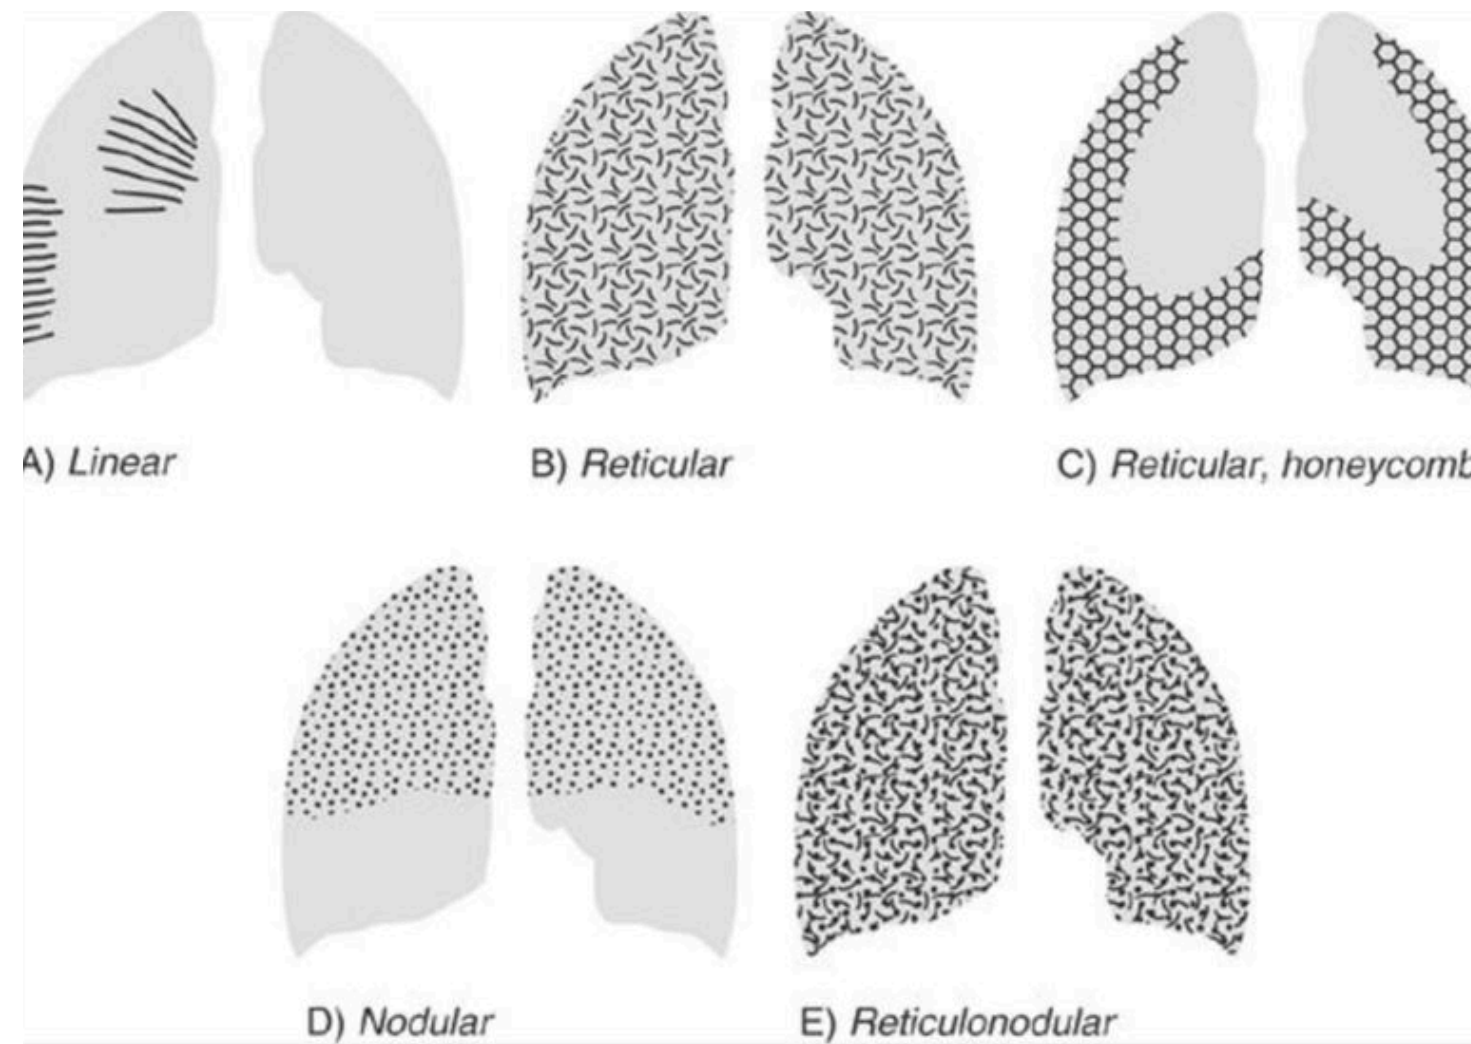 A) Linear
B) Reticular
C) Reticular, honeycomb
D) Nodular
E) Reticulonodular